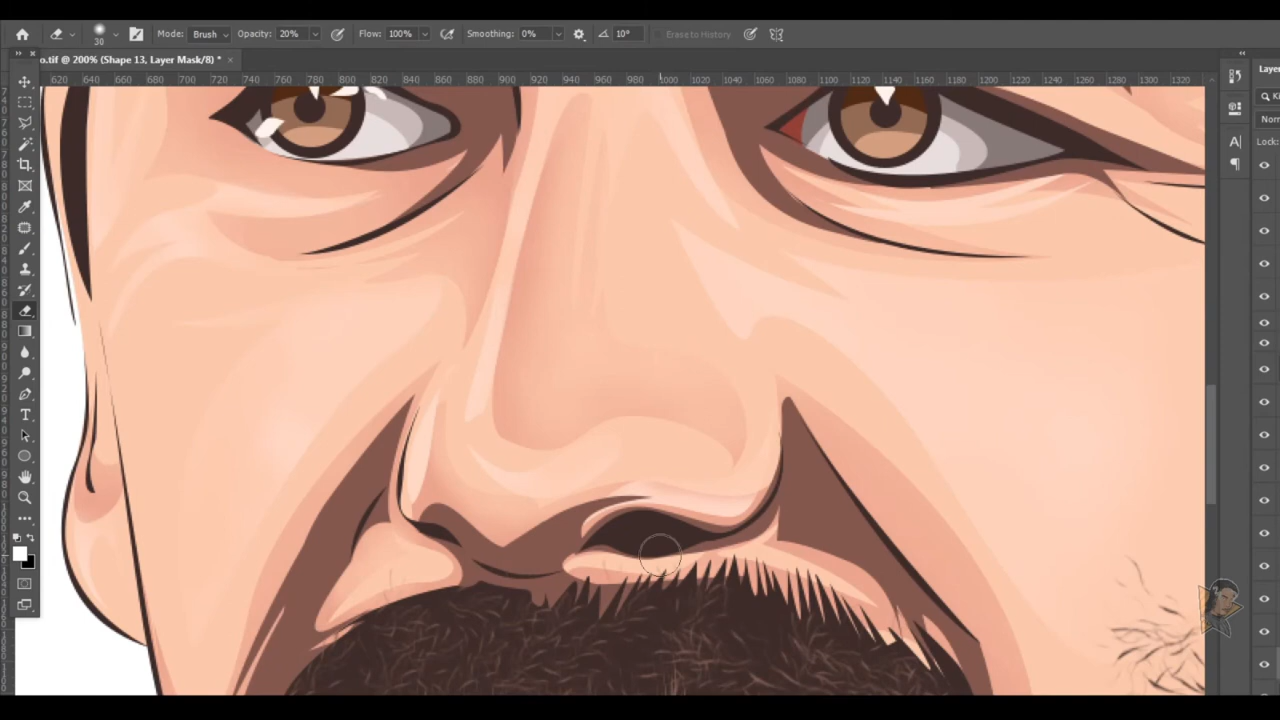 30 Mode: Brush Opacity: 20% Flow: 100% Smoothing: 0% 10° Erase to History
o.tif @ 200% (Shape 13, Layer Mask/8) * ×
Laye
620 640 660 680 700 720 740 760 780 800 820 840 860 880 900 920 940 960 980 1000 1020 1040 1060 1080 1100 1120 1140 1160 1180 1200 1220 1240 1260 1280 1300 1320
Norm
Lock: